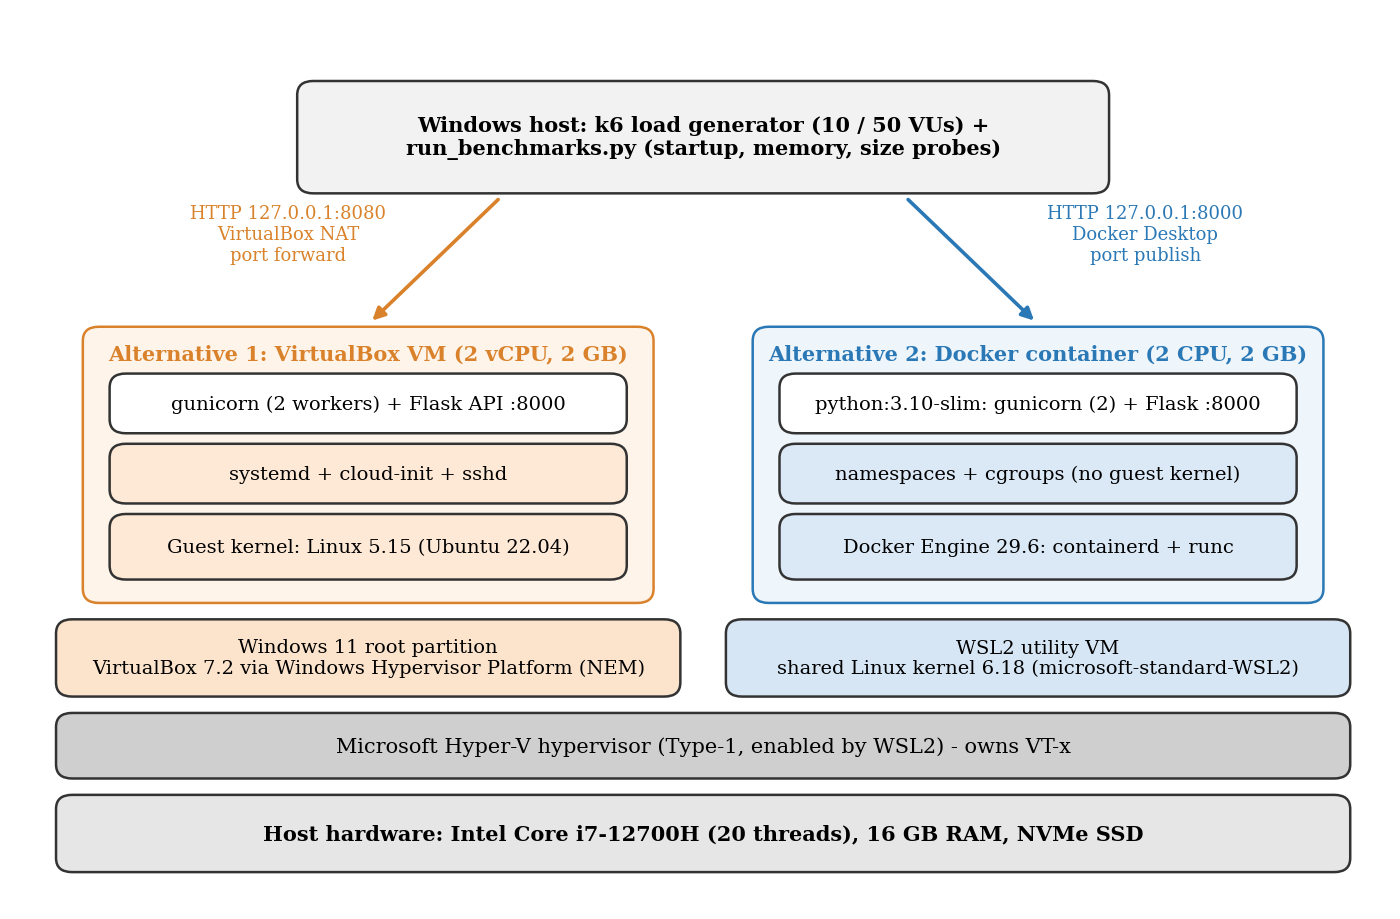 Windows host: k6 load generator (10 / 50 VUs) +
run_benchmarks.py (startup, memory, size probes)
HTTP 127.0.0.1:8080
VirtualBox NAT
port forward
HTTP 127.0.0.1:8000
Docker Desktop
port publish
Alternative 1: VirtualBox VM (2 vCPU, 2 GB)
gunicorn (2 workers) + Flask API :8000
systemd + cloud-init + sshd
Guest kernel: Linux 5.15 (Ubuntu 22.04)
Alternative 2: Docker container (2 CPU, 2 GB)
python:3.10-slim: gunicorn (2) + Flask :8000
namespaces + cgroups (no guest kernel)
Docker Engine 29.6: containerd + runc
Windows 11 root partition
VirtualBox 7.2 via Windows Hypervisor Platform (NEM)
WSL2 utility VM
shared Linux kernel 6.18 (microsoft-standard-WSL2)
Microsoft Hyper-V hypervisor (Type-1, enabled by WSL2) - owns VT-x
Host hardware: Intel Core i7-12700H (20 threads), 16 GB RAM, NVMe SSD